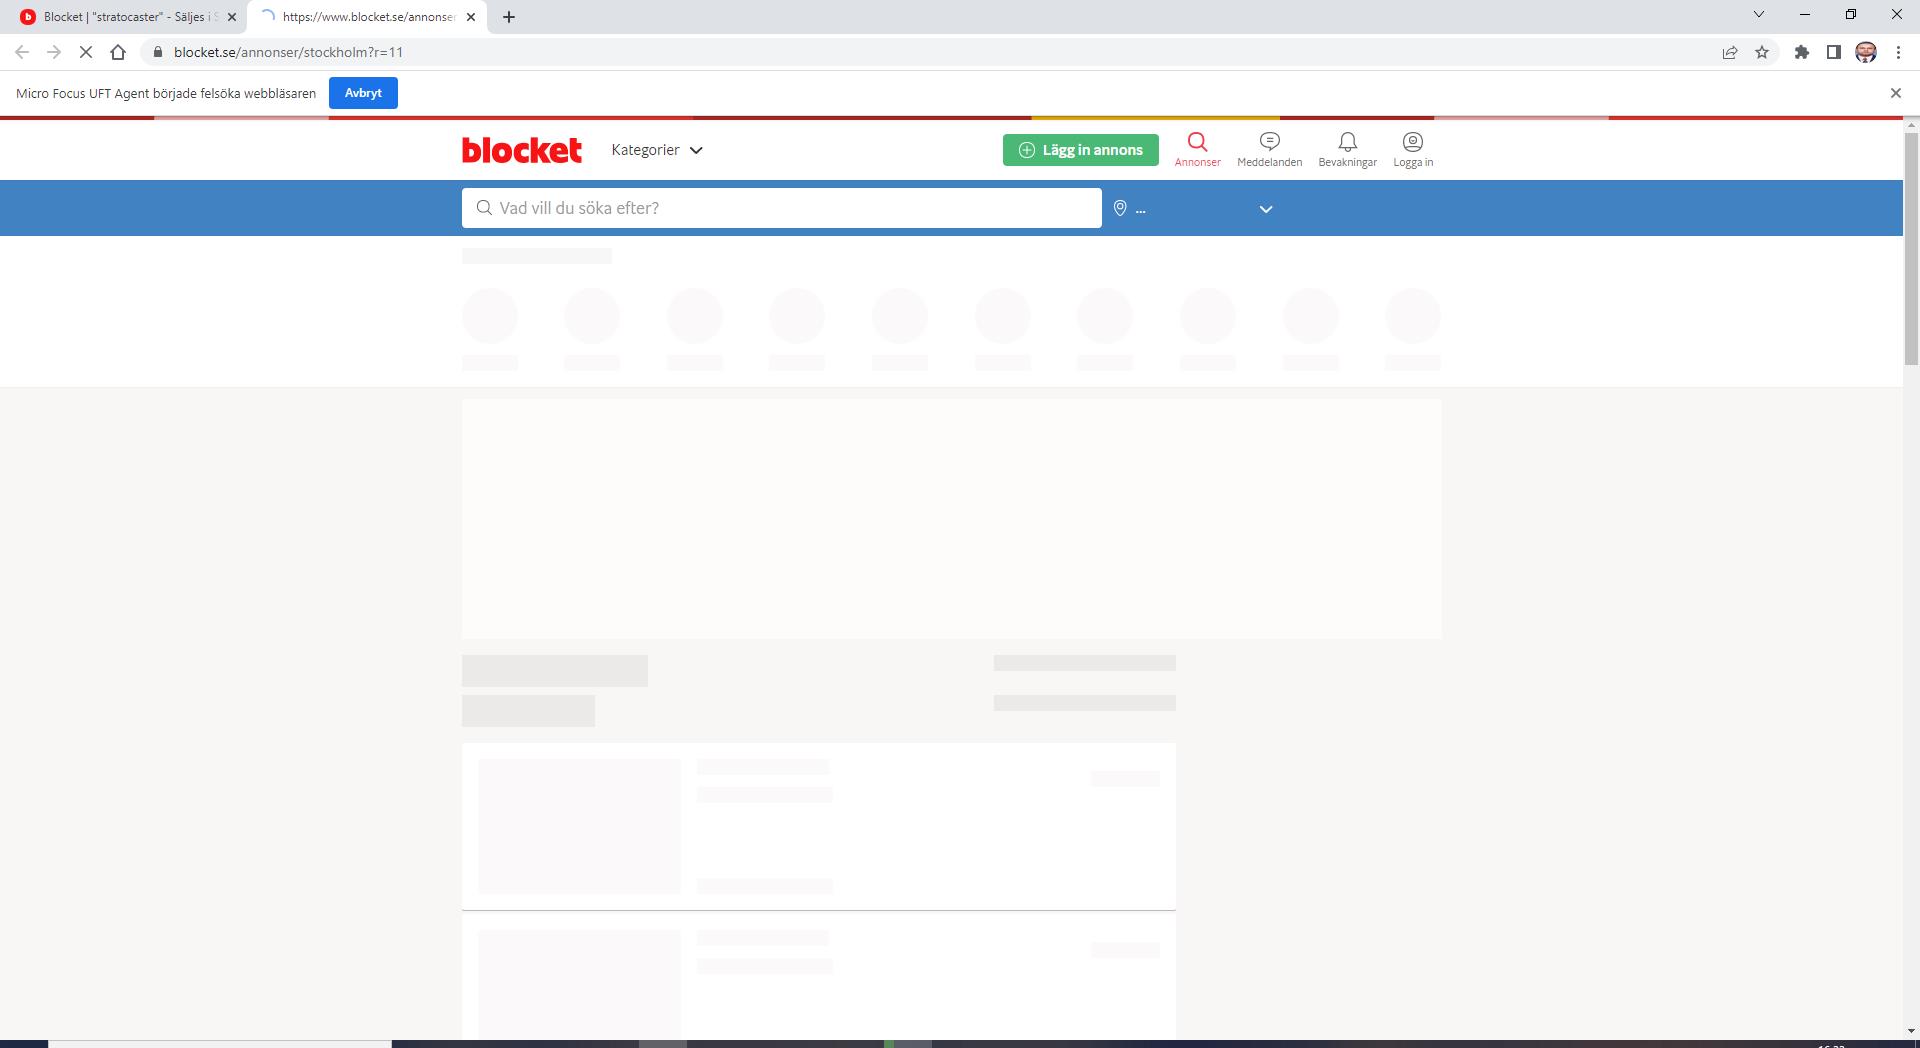 Blocket | "stratocaster" - Säljes i S
https://www.blocket.se/annonser
blocket.se/annonser/stockholm?r=11
Micro Focus UFT Agent började felsöka webbläsaren
Avbryt
blocket
Kategorier
Lägg in annons
Annonser
Meddelanden
Bevakningar
Logga in
Vad vill du söka efter?
...